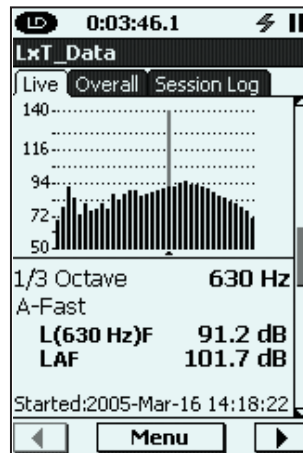 LD 0:03:46.1
LxT_Data
Live Overall Session Log
140
116
94
72
50
1/3 Octave 630 Hz
A-Fast
L(630 Hz)F 91.2 dB
LAF 101.7 dB
Started:2005-Mar-16 14:18:22
Menu